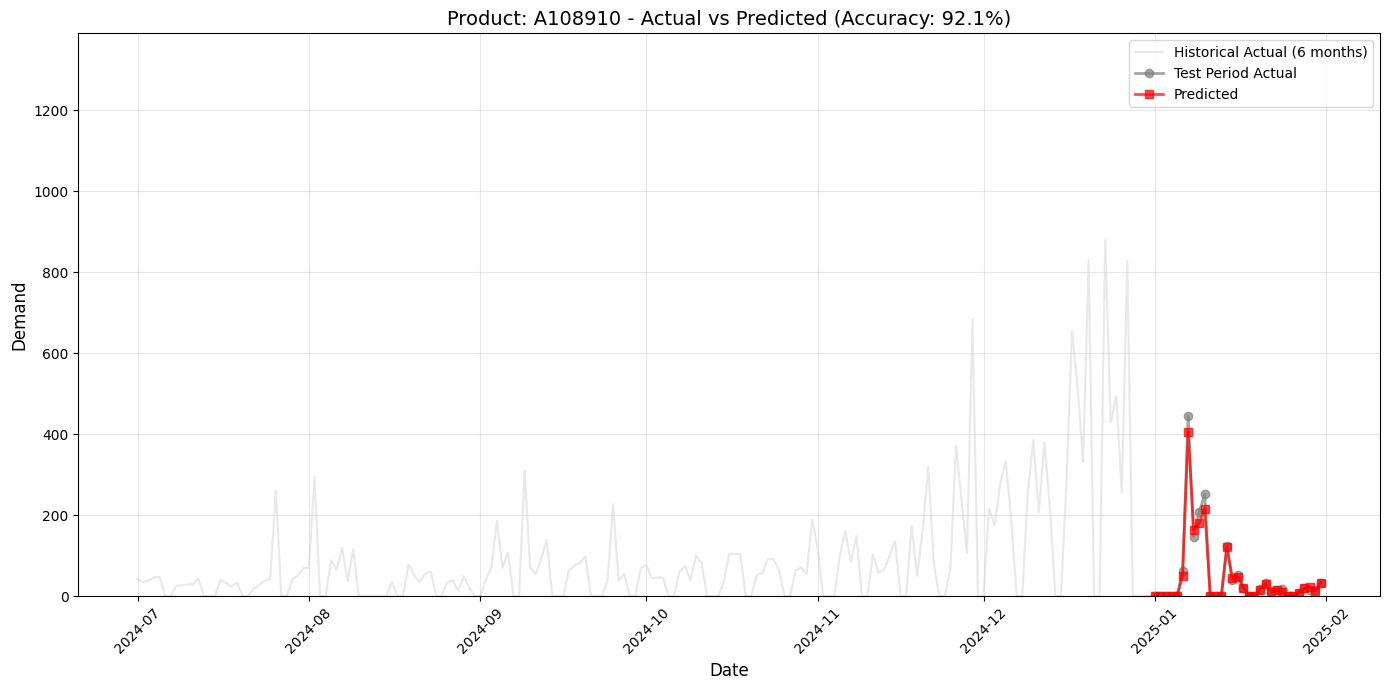 Product: A108910 - Actual vs Predicted (Accuracy: 92.1%)
Historical Actual (6 months)
Test Period Actual
Predicted
1200
1000
800
600
400
200
0
Demand
2024-07
2024-08
2024-09
2024-10
2024-11
2024-12
2025-01
2025-02
Date